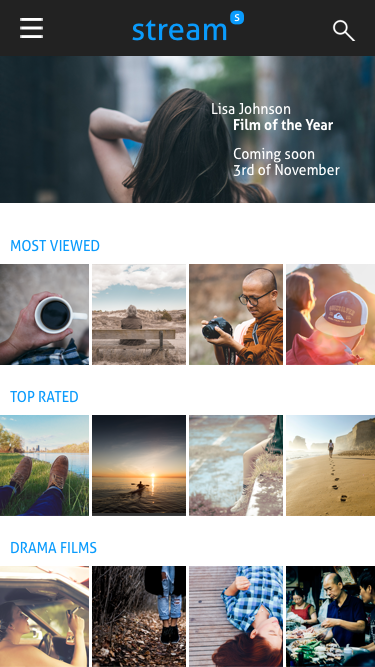 stream s
Lisa Johnson
Film of the Year
Coming soon
3rd of November
MOST VIEWED
TOP RATED
DRAMA FILMS